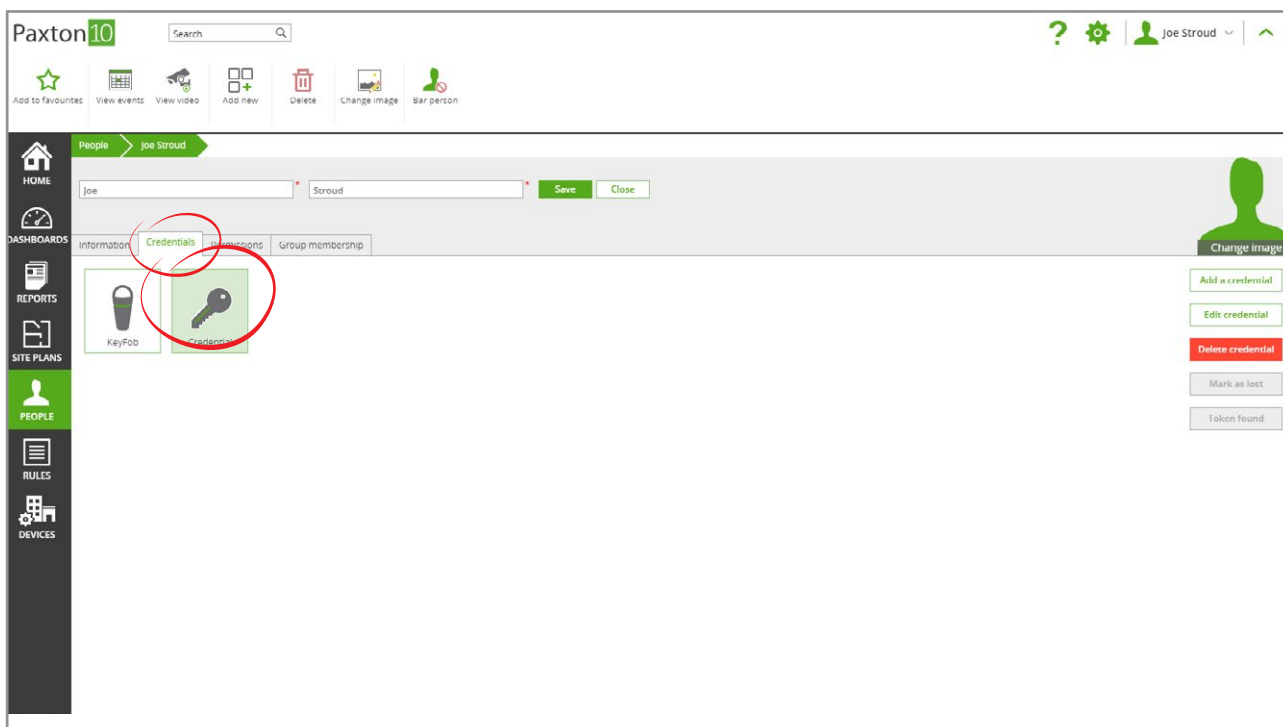 Paxton10
Search
Joe Stroud
Add to favourites
View events
View video
Add new
Delete
Change image
Bar person
HOME
DASHBOARDS
REPORTS
SITE PLANS
PEOPLE
RULES
DEVICES
People
Joe Stroud
Joe
*
Stroud
*
Save
Close
Change image
Information
Credentials
Permissions
Group membership
KeyFob
Credential
Add a credential
Edit credential
Delete credential
Mark as lost
Token found